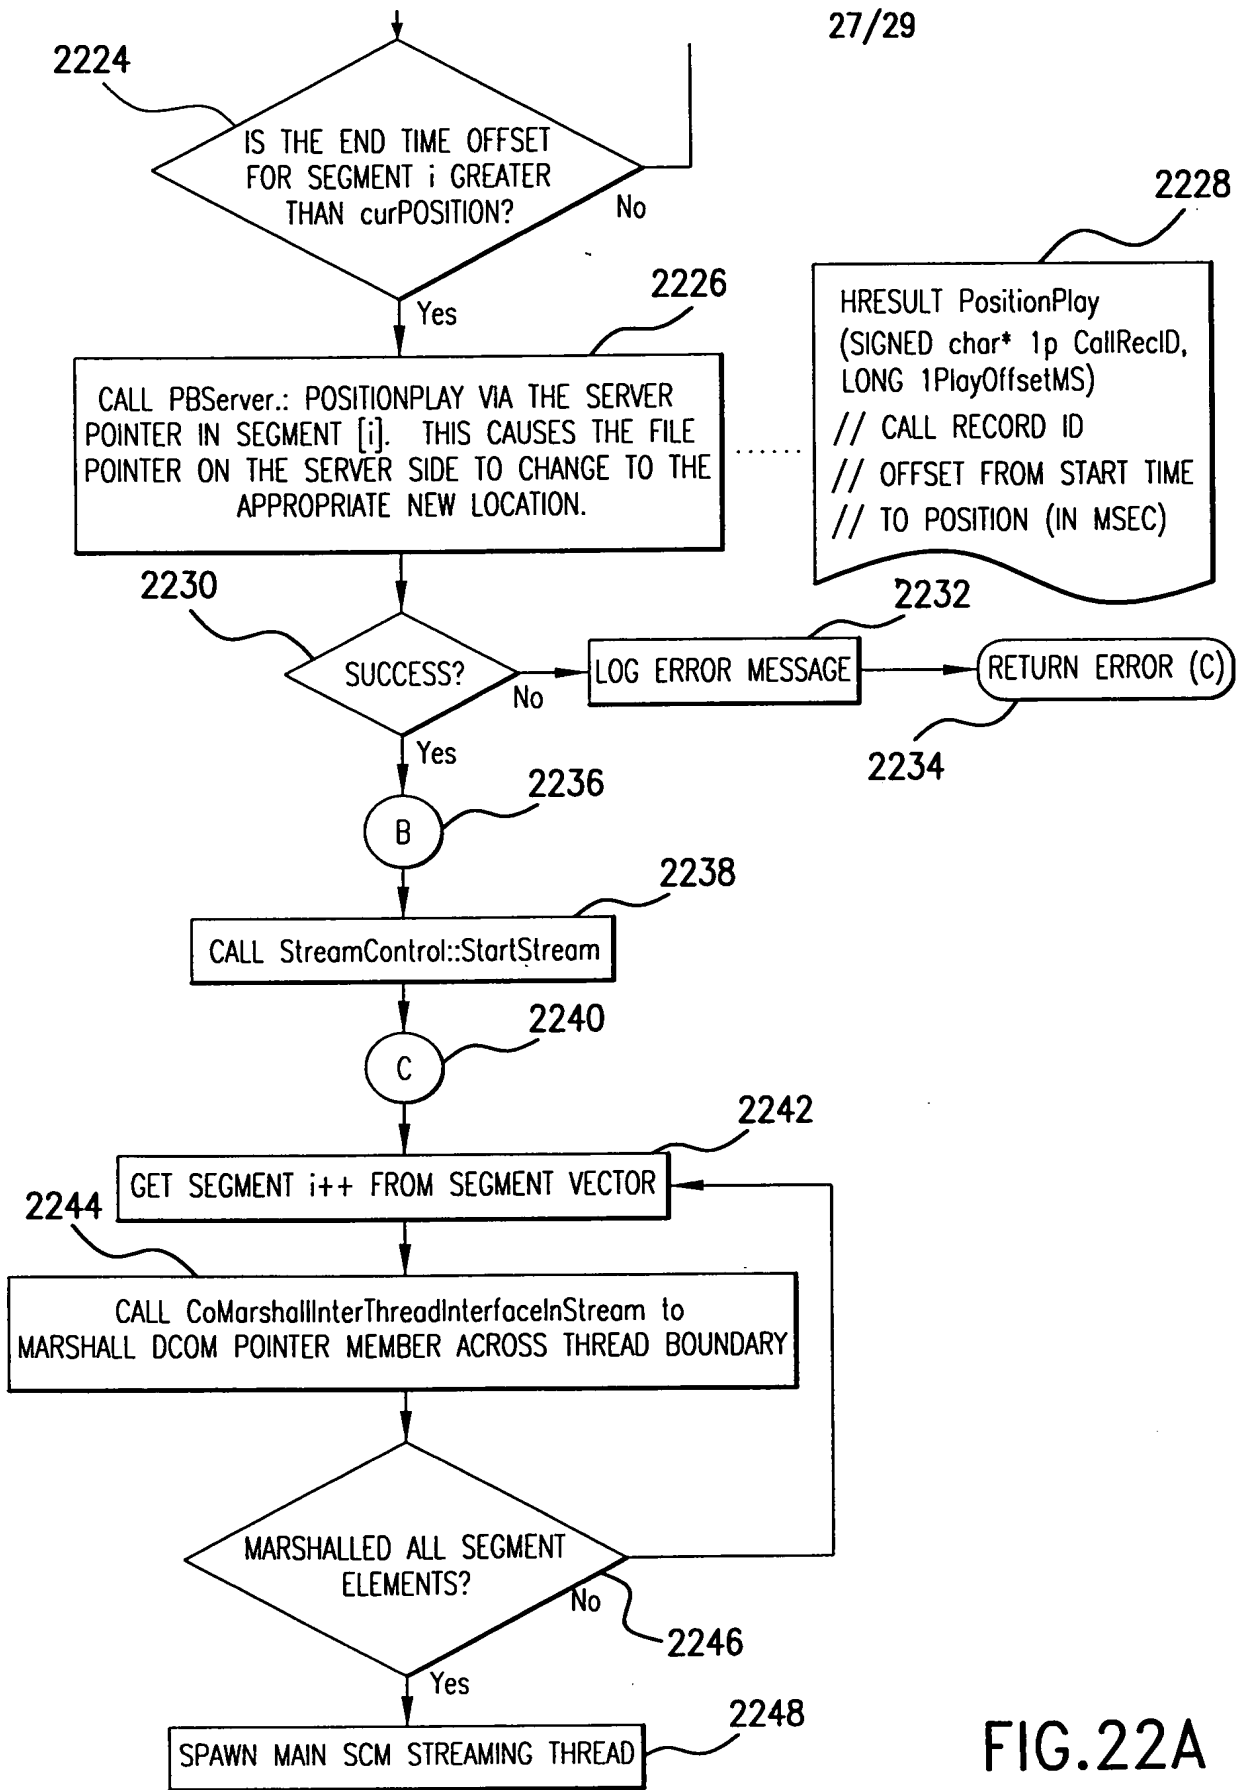 27/29
2224
IS THE END TIME OFFSET
FOR SEGMENT i GREATER
THAN curPOSITION?
No
Yes
2226
2228
CALL PBServer.: POSITIONPLAY VIA THE SERVER
POINTER IN SEGMENT [i]. THIS CAUSES THE FILE
POINTER ON THE SERVER SIDE TO CHANGE TO THE
APPROPRIATE NEW LOCATION.
HRESULT PositionPlay
(SIGNED char* 1p CallRecID,
LONG 1PlayOffsetMS)
// CALL RECORD ID
// OFFSET FROM START TIME
// TO POSITION (IN MSEC)
2230
SUCCESS?
No
Yes
2232
LOG ERROR MESSAGE
RETURN ERROR (C)
2234
2236
B
2238
CALL StreamControl::StartStream
2240
C
2242
GET SEGMENT i++ FROM SEGMENT VECTOR
2244
CALL CoMarshallInterThreadInterfaceInStream to
MARSHALL DCOM POINTER MEMBER ACROSS THREAD BOUNDARY
MARSHALLED ALL SEGMENT
ELEMENTS?
No
2246
Yes
2248
SPAWN MAIN SCM STREAMING THREAD
FIG.22A